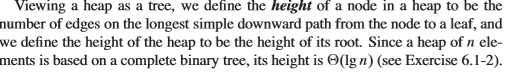 Viewing a heap as a tree, we define the height of a node in a heap to be the
number of edges on the longest simple downward path from the node to a leaf, and
we define the height of the heap to be the height of its root. Since a heap of n ele-
ments is based on a complete binary tree, its height is Θ(lg n) (see Exercise 6.1-2).